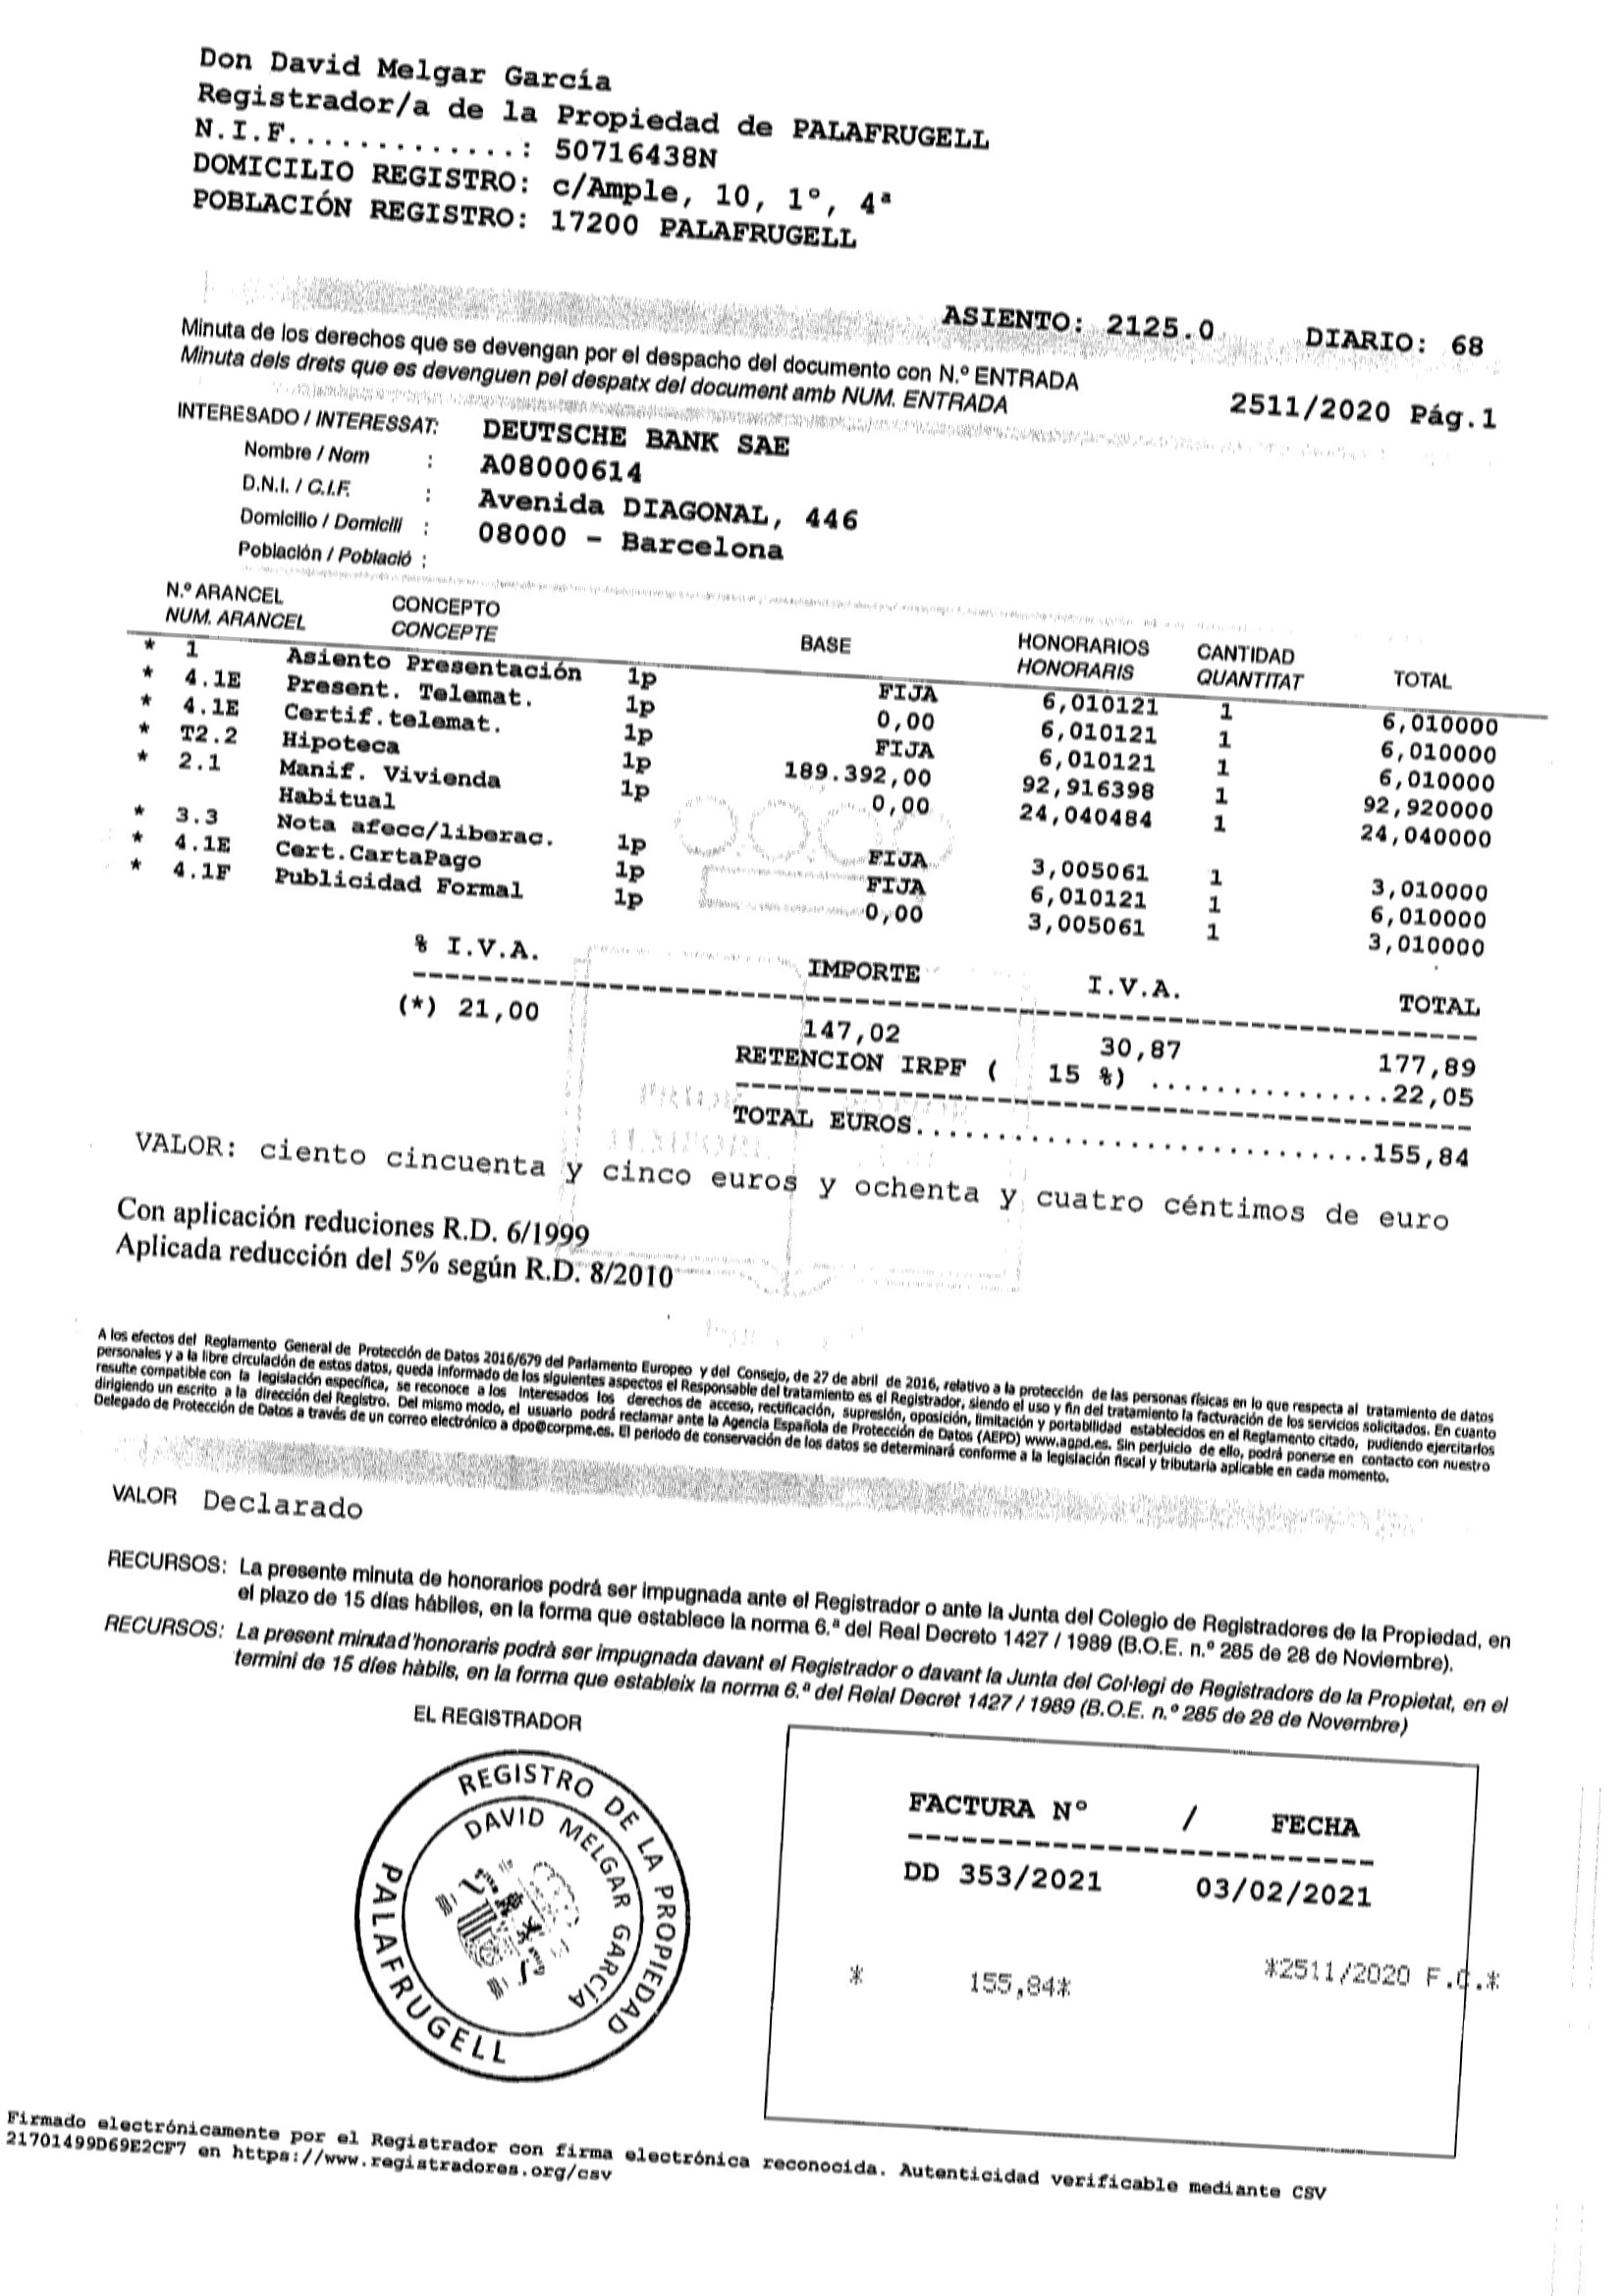 Don David Melgar García
Registrador/a de la Propiedad de PALAFRUGELL
N.I.F.............: 50716438N
DOMICILIO REGISTRO: c/Ample, 10, 1º, 4ª
POBLACIÓN REGISTRO: 17200 PALAFRUGELL
ASIENTO: 2125.0 DIARIO: 68
Minuta de los derechos que se devengan por el despacho del documento con N.º ENTRADA
Minuta dels drets que es devenguen pel despatx del document amb NUM. ENTRADA
2511/2020 Pág.1
INTERESADO / INTERESSAT:
Nombre / Nom : DEUTSCHE BANK SAE
D.N.I. / C.I.F. : A08000614
Domicilio / Domicili : Avenida DIAGONAL, 446
Población / Població : 08000 - Barcelona
N.º ARANCEL CONCEPTO BASE HONORARIOS CANTIDAD TOTAL
NUM. ARANCEL CONCEPTE HONORARIS QUANTITAT
* 1 Asiento Presentación 1p FIJA 6,010121 1 6,010000
* 4.1E Present. Telemat. 1p 0,00 6,010121 1 6,010000
* 4.1E Certif.telemat. 1p FIJA 6,010121 1 6,010000
* T2.2 Hipoteca 1p 189.392,00 92,916398 1 92,920000
* 2.1 Manif. Vivienda 1p 0,00 24,040484 1 24,040000
Habitual
* 3.3 Nota afecc/liberac. 1p FIJA 3,005061 1 3,010000
* 4.1E Cert.CartaPago 1p FIJA 6,010121 1 6,010000
* 4.1F Publicidad Formal 1p 0,00 3,005061 1 3,010000
% I.V.A. IMPORTE I.V.A. TOTAL
(*) 21,00 147,02 30,87 177,89
RETENCION IRPF ( 15 %) ...............22,05
TOTAL EUROS.............................155,84
VALOR: ciento cincuenta y cinco euros y ochenta y cuatro céntimos de euro
Con aplicación reduciones R.D. 6/1999
Aplicada reducción del 5% según R.D. 8/2010
A los efectos del Reglamento General de Protección de Datos 2016/679 del Parlamento Europeo y del Consejo, de 27 de abril de 2016, relativo a la protección de las personas físicas en lo que respecta al tratamiento de datos
personales y a la libre circulación de estos datos, queda informado de los siguientes aspectos el Responsable del tratamiento es el Registrador, siendo el uso y fin del tratamiento la facturación de los servicios solicitados. En cuanto
resulte compatible con la legislación específica, se reconoce a los interesados los derechos de acceso, rectificación, supresión, oposición, limitación y portabilidad establecidos en el Reglamento citado, pudiendo ejercitarlos
dirigiendo un escrito a la dirección del Registro. Del mismo modo, el usuario podrá reclamar ante la Agencia Española de Protección de Datos (AEPD) www.agpd.es. Sin perjuicio de ello, podrá ponerse en contacto con nuestro
Delegado de Protección de Datos a través de un correo electrónico a dpo@corpme.es. El periodo de conservación de los datos se determinará conforme a la legislación fiscal y tributaria aplicable en cada momento.
VALOR Declarado
RECURSOS: La presente minuta de honorarios podrá ser impugnada ante el Registrador o ante la Junta del Colegio de Registradores de la Propiedad, en
el plazo de 15 días hábiles, en la forma que establece la norma 6.ª del Real Decreto 1427 / 1989 (B.O.E. n.º 285 de 28 de Noviembre).
RECURSOS: La present minuta d'honoraris podrà ser impugnada davant el Registrador o davant la Junta del Col·legi de Registradors de la Propietat, en el
termini de 15 díes hàbils, en la forma que estableix la norma 6.ª del Reial Decret 1427 / 1989 (B.O.E. n.º 285 de 28 de Novembre)
EL REGISTRADOR
REGISTRO DE LA PROPIEDAD
DAVID MELGAR GARCÍA
PALAFRUGELL
FACTURA Nº / FECHA
DD 353/2021 03/02/2021
* 155,84* *2511/2020 F.C.*
Firmado electrónicamente por el Registrador con firma electrónica reconocida. Autenticidad verificable mediante CSV
21701499D69E2CF7 en https://www.registradores.org/csv